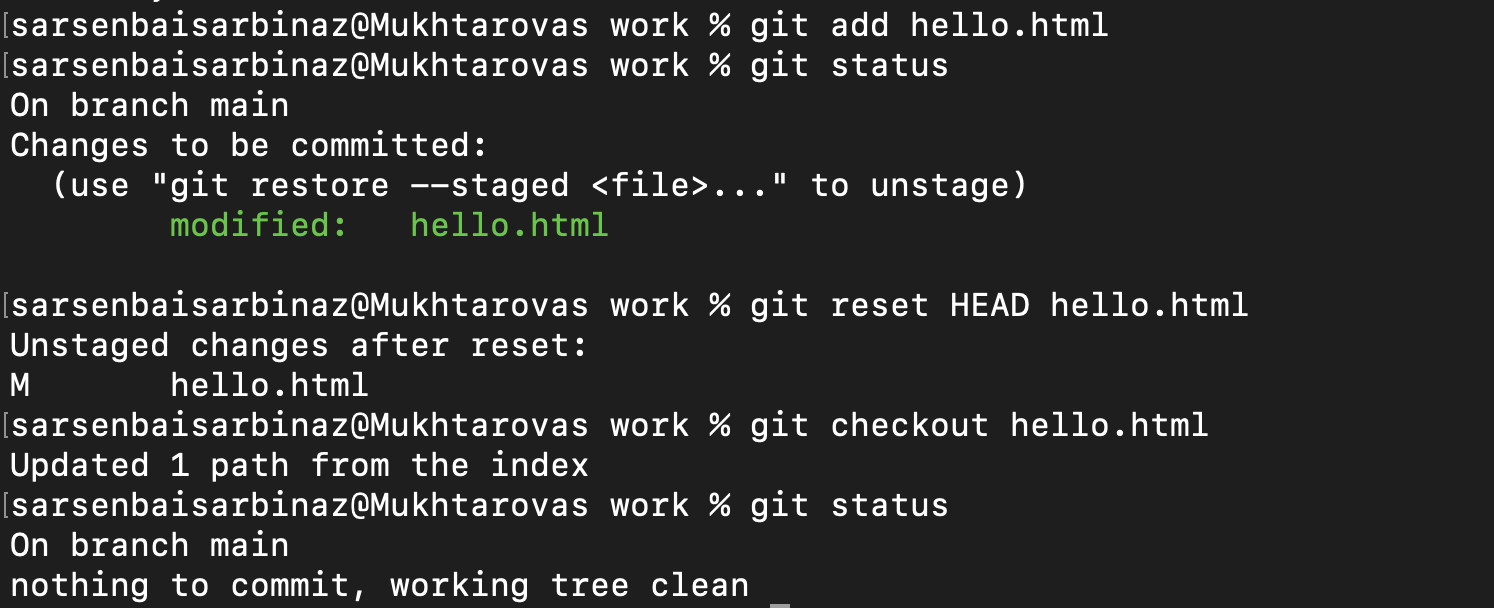 [sarsenbaisarbinaz@Mukhtarovas work % git add hello.html
[sarsenbaisarbinaz@Mukhtarovas work % git status
On branch main
Changes to be committed:
  (use "git restore --staged <file>..." to unstage)
        modified:   hello.html

[sarsenbaisarbinaz@Mukhtarovas work % git reset HEAD hello.html
Unstaged changes after reset:
M       hello.html
[sarsenbaisarbinaz@Mukhtarovas work % git checkout hello.html
Updated 1 path from the index
[sarsenbaisarbinaz@Mukhtarovas work % git status
On branch main
nothing to commit, working tree clean